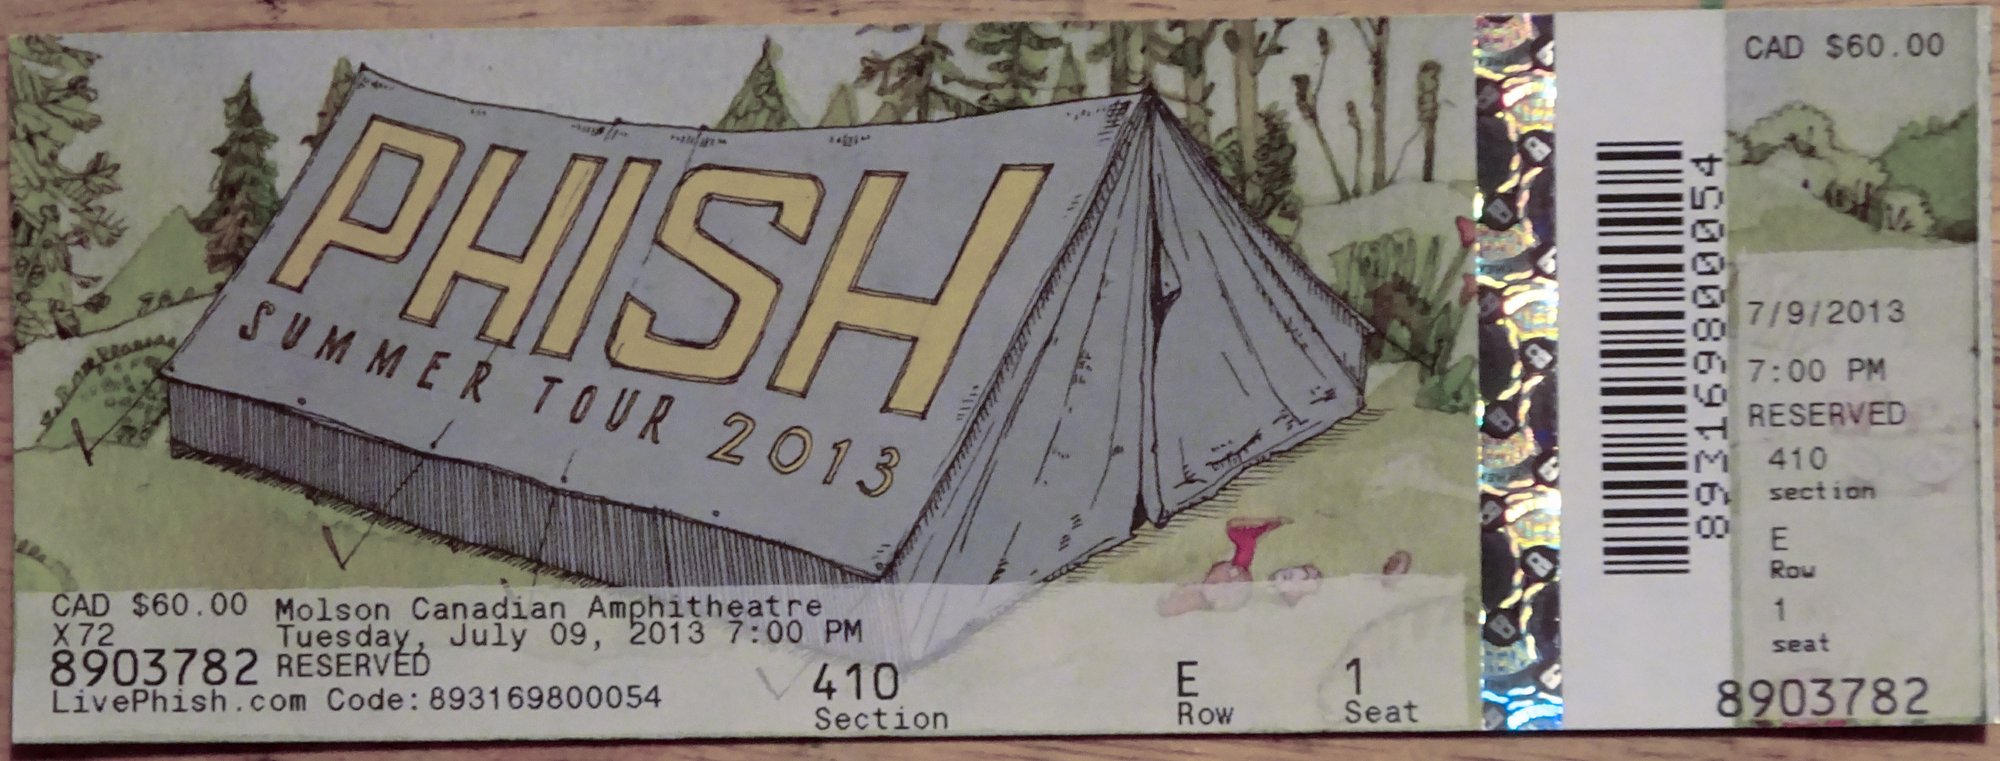 PHISH
SUMMER TOUR 2013
CAD $60.00 Molson Canadian Amphitheatre
X72 Tuesday, July 09, 2013 7:00 PM
8903782 RESERVED
LivePhish.com Code: 893169800054
410 E 1
Section Row Seat
893169800054
CAD $60.00
7/9/2013
7:00 PM
RESERVED
410
section
E
Row
1
seat
8903782